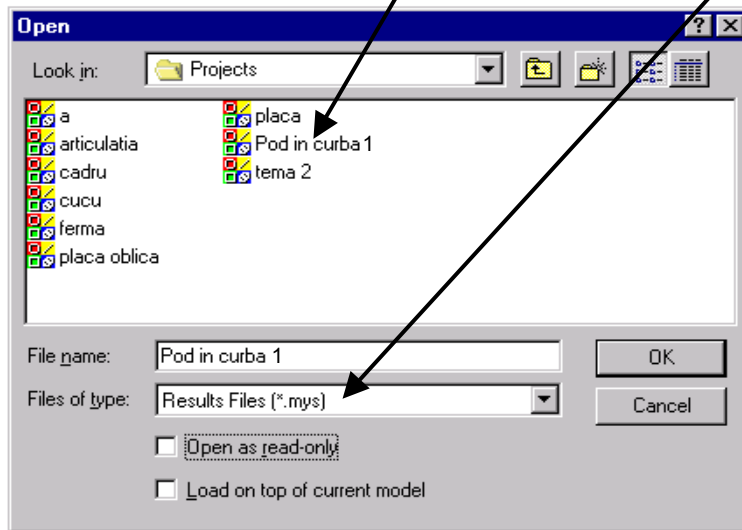 Open
Look in: Projects
a
articulatia
cadru
cucu
ferma
placa oblica
placa
Pod in curba 1
tema 2
File name: Pod in curba 1 OK
Files of type: Results Files (*.mys) Cancel
Open as read-only
Load on top of current model